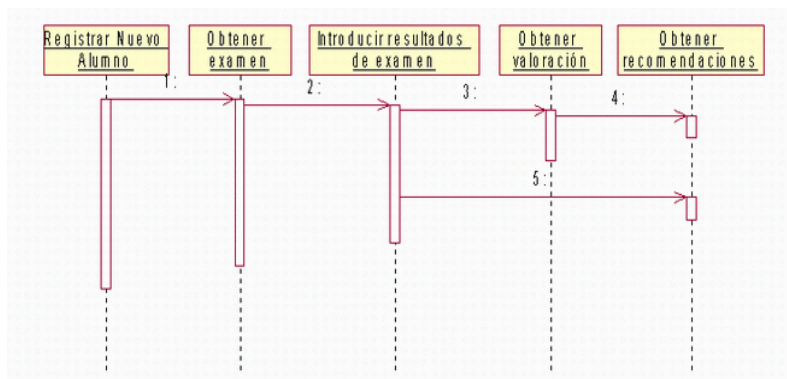 Registrar Nuevo
Alumno
Obtener
examen
Introducir resultados
de examen
Obtener
valoración
Obtener
recomendaciones
1:
2:
3:
4:
5: